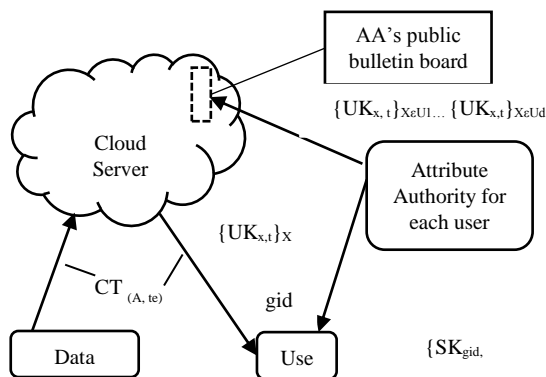 AA's public
bulletin board
{UKx, t}XεU1… {UKx,t}XεUd
Cloud
Server
Attribute
Authority for
each user
{UKx,t}X
CT (A, te)
gid
Data
Use
{SKgid,